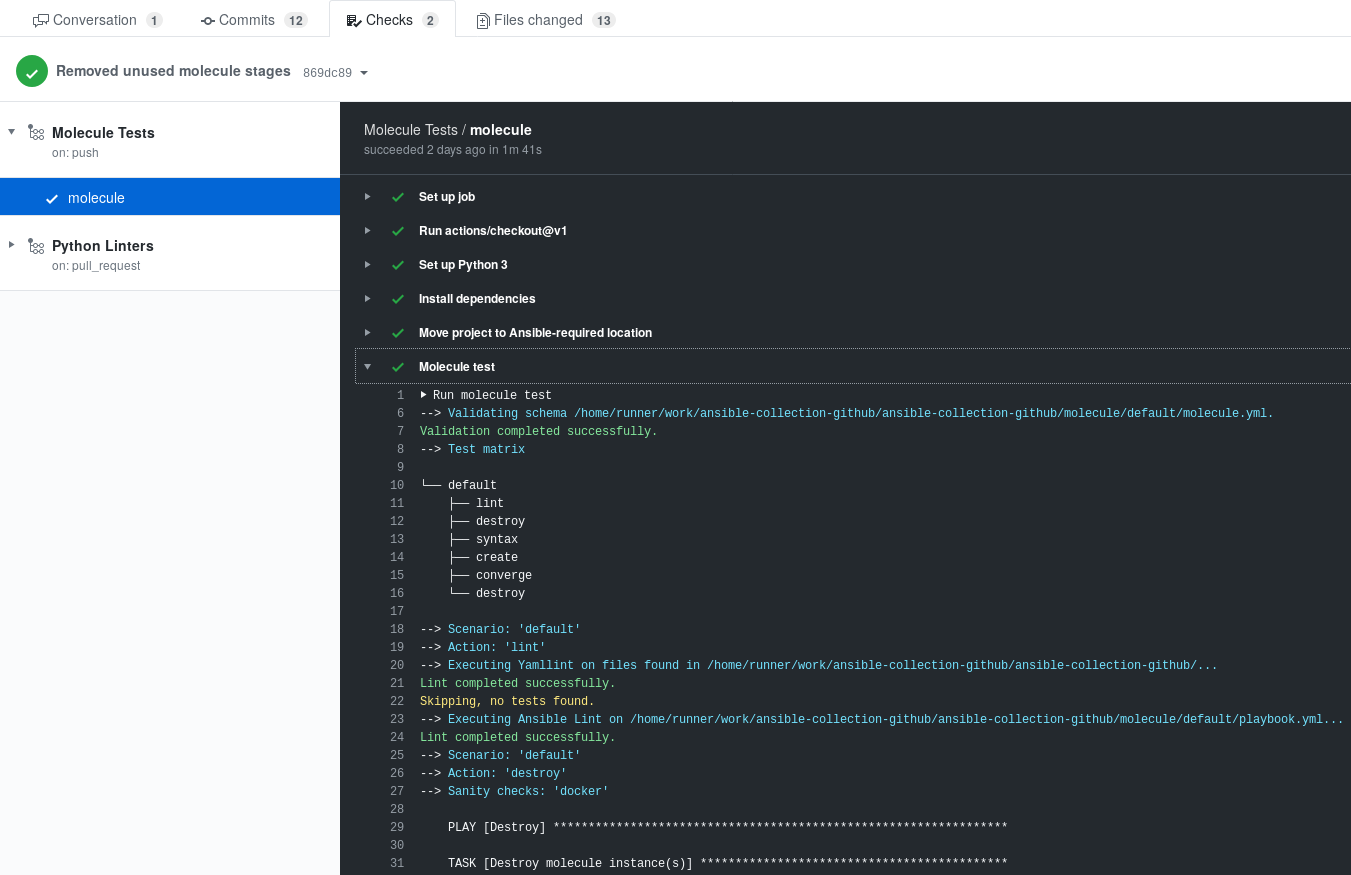 Conversation 1 Commits 12 Checks 2 Files changed 13
Removed unused molecule stages 869dc89
Molecule Tests
on: push
molecule
Python Linters
on: pull_request
Molecule Tests / molecule
succeeded 2 days ago in 1m 41s
Set up job
Run actions/checkout@v1
Set up Python 3
Install dependencies
Move project to Ansible-required location
Molecule test
1 Run molecule test
6 --> Validating schema /home/runner/work/ansible-collection-github/ansible-collection-github/molecule/default/molecule.yml.
7 Validation completed successfully.
8 --> Test matrix
9
10 └── default
11 ├── lint
12 ├── destroy
13 ├── syntax
14 ├── create
15 ├── converge
16 └── destroy
17
18 --> Scenario: 'default'
19 --> Action: 'lint'
20 --> Executing Yamllint on files found in /home/runner/work/ansible-collection-github/ansible-collection-github/...
21 Lint completed successfully.
22 Skipping, no tests found.
23 --> Executing Ansible Lint on /home/runner/work/ansible-collection-github/ansible-collection-github/molecule/default/playbook.yml...
24 Lint completed successfully.
25 --> Scenario: 'default'
26 --> Action: 'destroy'
27 --> Sanity checks: 'docker'
28
29 PLAY [Destroy] *****************************************************************
30
31 TASK [Destroy molecule instance(s)] ********************************************